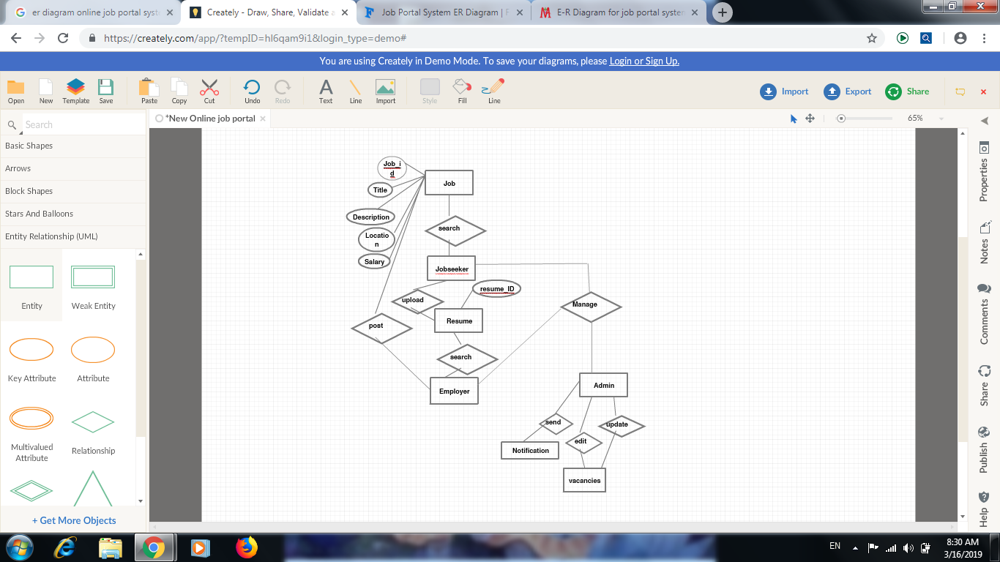 er diagram online job portal syst
Creately - Draw, Share, Validate a
Job Portal System ER Diagram | F
E-R Diagram for job portal system
https://creately.com/app/?tempID=hl6qam9i1&login_type=demo#
You are using Creately in Demo Mode. To save your diagrams, please Login or Sign Up.
Open
New
Template
Save
Paste
Copy
Cut
Undo
Redo
Text
Line
Import
Style
Fill
Line
Import
Export
Share
Search
*New Online job portal
65%
Basic Shapes
Arrows
Block Shapes
Stars And Balloons
Entity Relationship (UML)
Entity
Weak Entity
Key Attribute
Attribute
Multivalued
Attribute
Relationship
+ Get More Objects
Job_i
d
Title
Description
Locatio
n
Salary
Job
search
Jobseeker
resume_ID
upload
Resume
post
search
Employer
Manage
Admin
send
edit
update
Notification
vacancies
Properties
Notes
Comments
Share
Publish
Help
EN
8:30 AM
3/16/2019